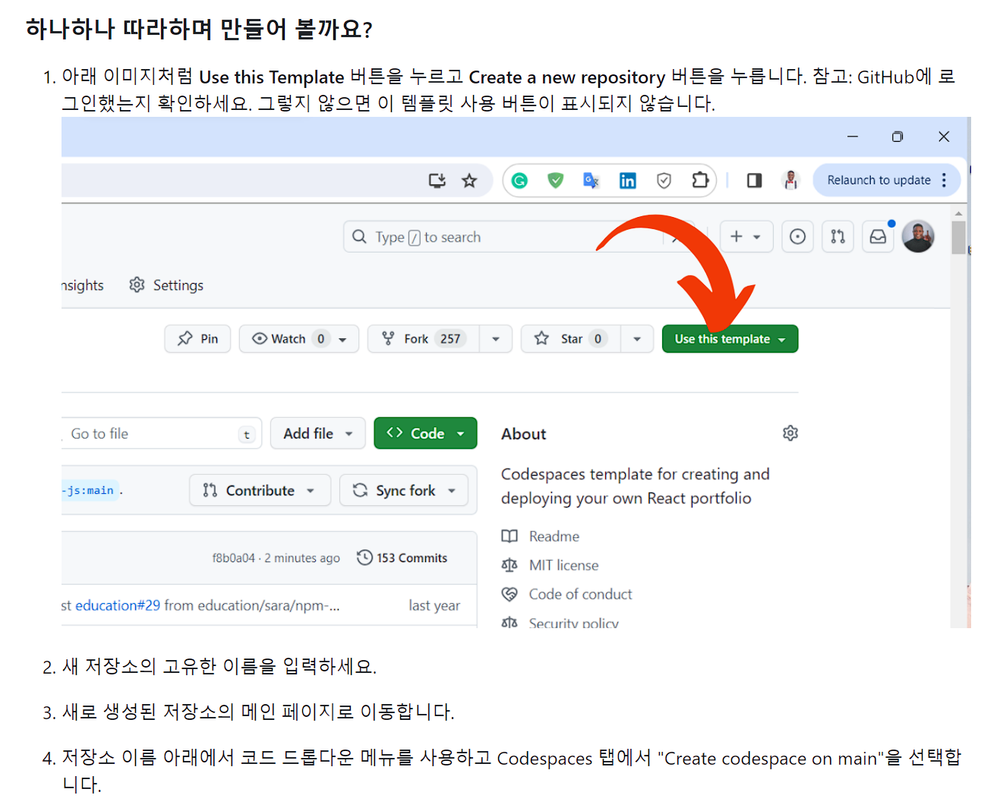 하나하나 따라하며 만들어 볼까요?
1. 아래 이미지처럼 Use this Template 버튼을 누르고 Create a new repository 버튼을 누릅니다. 참고: GitHub에 로
그인했는지 확인하세요. 그렇지 않으면 이 템플릿 사용 버튼이 표시되지 않습니다.
Relaunch to update
Type / to search
nsights Settings
Pin Watch 0 Fork 257 Star 0 Use this template
Go to file t Add file Code About
Codespaces template for creating and
deploying your own React portfolio
-js:main . Contribute Sync fork
Readme
f8b0a04 · 2 minutes ago 153 Commits
MIT license
Code of conduct
st education#29 from education/sara/npm-... last year
Security policy
2. 새 저장소의 고유한 이름을 입력하세요.
3. 새로 생성된 저장소의 메인 페이지로 이동합니다.
4. 저장소 이름 아래에서 코드 드롭다운 메뉴를 사용하고 Codespaces 탭에서 "Create codespace on main"을 선택합
니다.